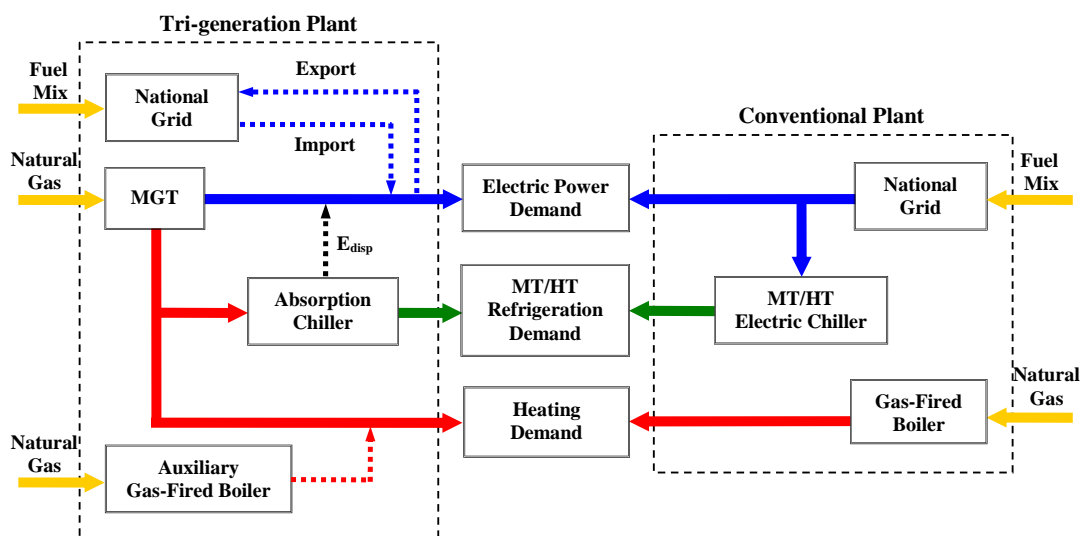 Tri-generation Plant
Fuel
Mix
National
Grid
Export
Import
Natural
Gas
MGT
E_disp
Absorption
Chiller
Natural
Gas
Auxiliary
Gas-Fired Boiler
Electric Power
Demand
MT/HT
Refrigeration
Demand
Heating
Demand
Conventional Plant
National
Grid
Fuel
Mix
MT/HT
Electric Chiller
Gas-Fired
Boiler
Natural
Gas